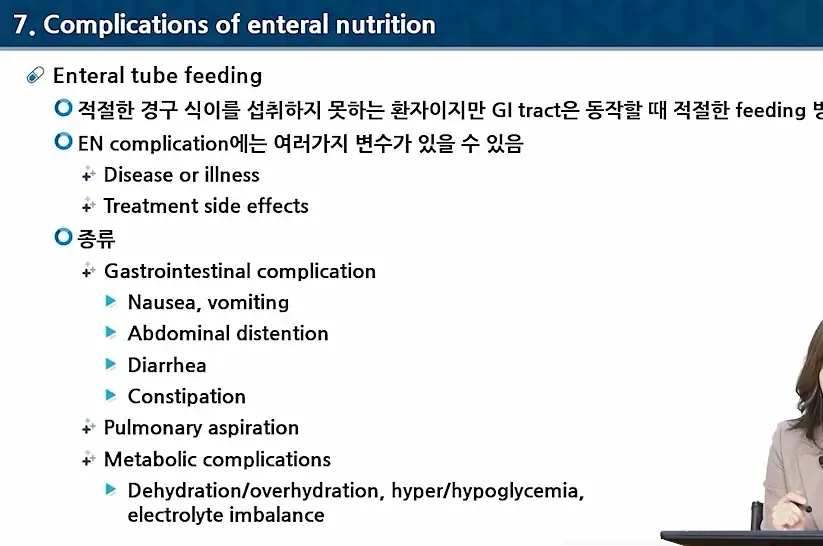 7. Complications of enteral nutrition
Enteral tube feeding
적절한 경구 식이를 섭취하지 못하는 환자이지만 GI tract은 동작할 때 적절한 feeding
EN complication에는 여러가지 변수가 있을 수 있음
Disease or illness
Treatment side effects
종류
Gastrointestinal complication
Nausea, vomiting
Abdominal distention
Diarrhea
Constipation
Pulmonary aspiration
Metabolic complications
Dehydration/overhydration, hyper/hypoglycemia,
electrolyte imbalance